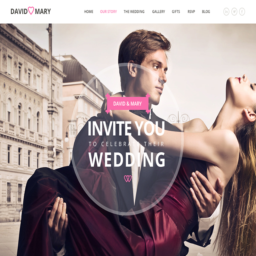 DAVID MARY
HOME OUR STORY THE WEDDING GALLERY GIFTS RSVP BLOG
DAVID & MARY
INVITE YOU
TO CELEBRATE THEIR
WEDDING